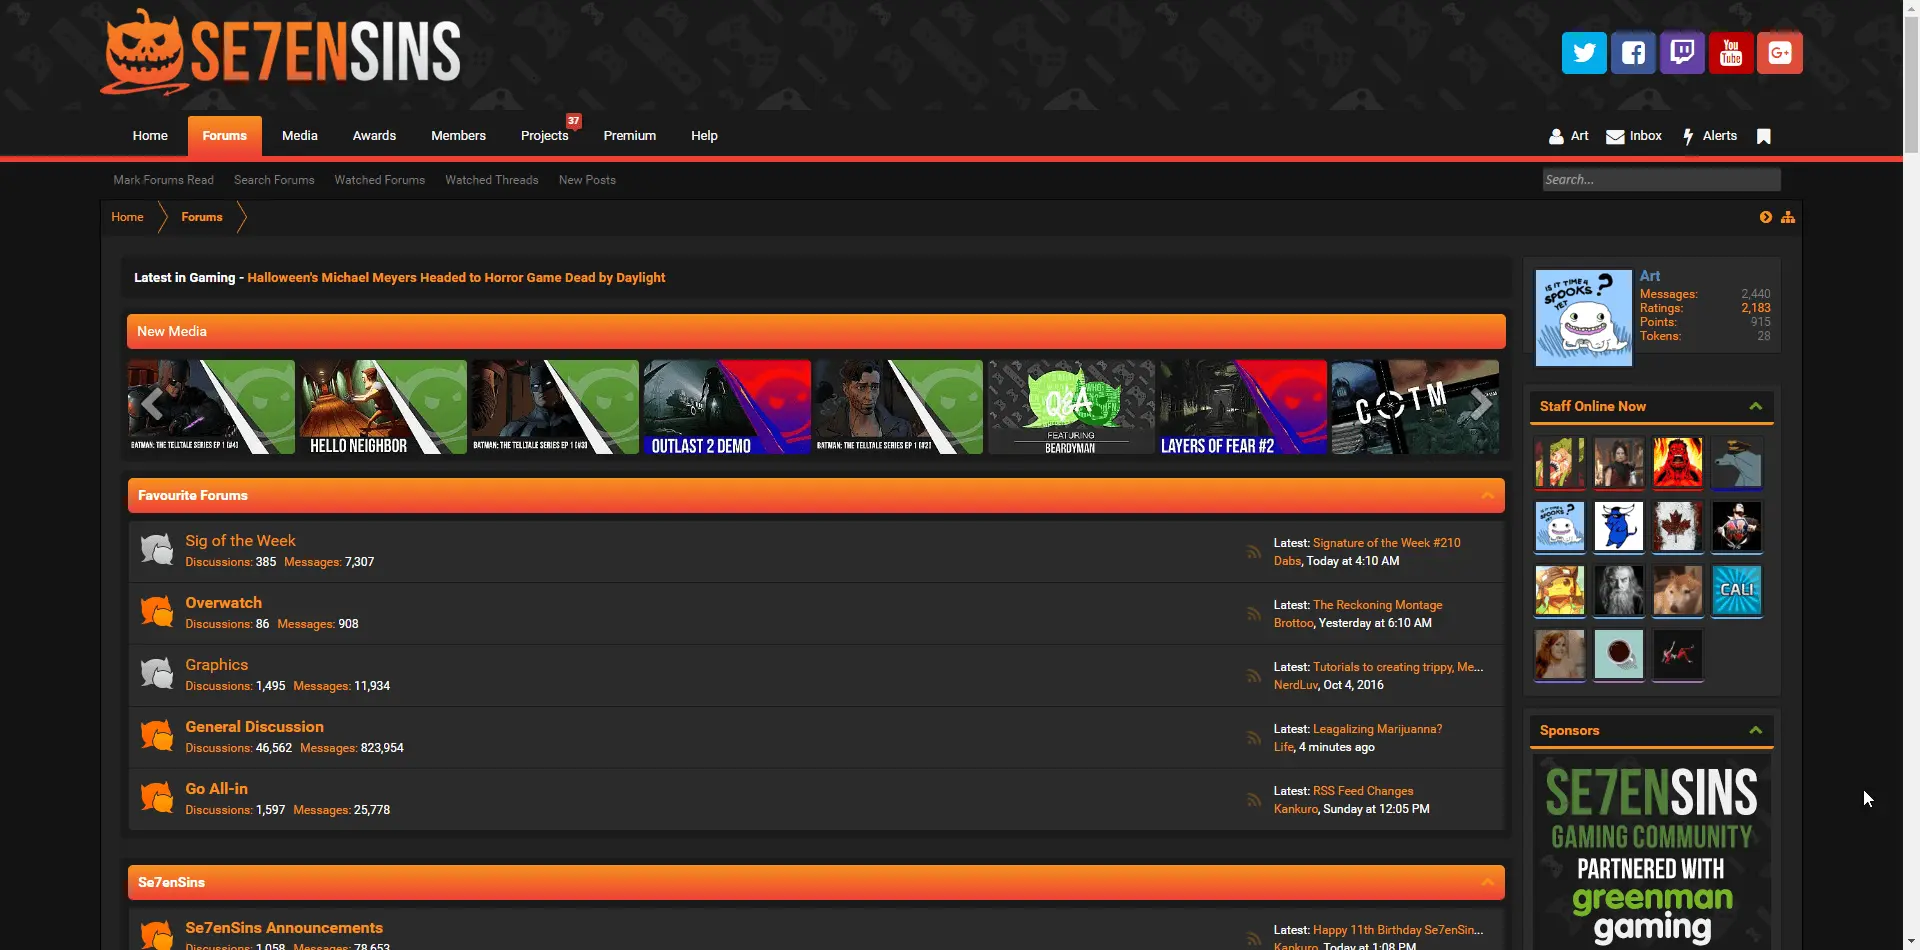 SE7ENSINS
You
Tube
G+
37
Home Forums Media Awards Members Projects Premium Help
Art Inbox Alerts
Mark Forums Read Search Forums Watched Forums Watched Threads New Posts
Search...
Home Forums
Latest in Gaming - Halloween's Michael Meyers Headed to Horror Game Dead by Daylight
New Media
BATMAN: THE TELLTALE SERIES EP 1 [#4]
HELLO NEIGHBOR
BATMAN: THE TELLTALE SERIES EP 1 [#3]
OUTLAST 2 DEMO
BATMAN: THE TELLTALE SERIES EP 1 [#2]
Q&A
FEATURING
BEARDYMAN
LAYERS OF FEAR #2
COTM
Favourite Forums
Sig of the Week
Discussions: 385 Messages: 7,307
Latest: Signature of the Week #210
Dabs, Today at 4:10 AM
Overwatch
Discussions: 86 Messages: 908
Latest: The Reckoning Montage
Brottoo, Yesterday at 6:10 AM
Graphics
Discussions: 1,495 Messages: 11,934
Latest: Tutorials to creating trippy, Me...
NerdLuv, Oct 4, 2016
General Discussion
Discussions: 46,562 Messages: 823,954
Latest: Leagalizing Marijuanna?
Life, 4 minutes ago
Go All-in
Discussions: 1,597 Messages: 25,778
Latest: RSS Feed Changes
Kankuro, Sunday at 12:05 PM
Se7enSins
Se7enSins Announcements
Discussions: 1,058 Messages: 78,653
Latest: Happy 11th Birthday Se7enSin...
Kankuro, Today at 1:08 PM
IS IT TIME 4
SPOOKS ?
YET
Art
Messages: 2,440
Ratings: 2,183
Points: 915
Tokens: 28
Staff Online Now
CALI
Sponsors
SE7ENSINS
GAMING COMMUNITY
PARTNERED WITH
greenman
gaming